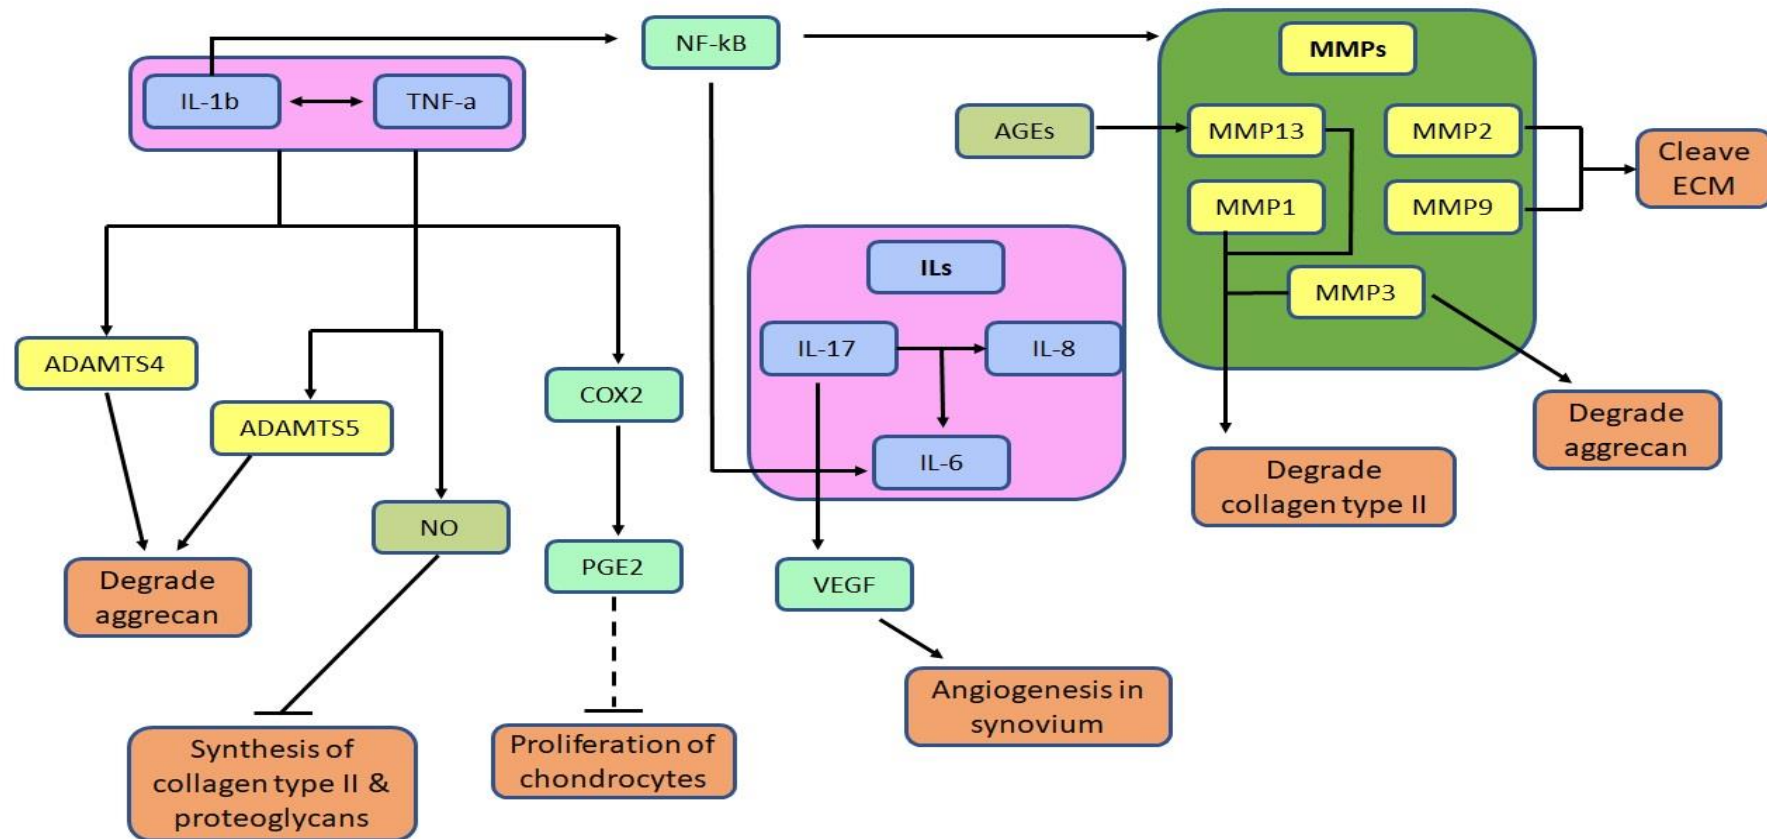 NF-kB
MMPs
IL-1b
TNF-a
AGEs
MMP13
MMP2
Cleave
ECM
MMP1
MMP9
ILs
MMP3
IL-17
IL-8
ADAMTS4
COX2
ADAMTS5
IL-6
Degrade
aggrecan
Degrade
collagen type II
NO
PGE2
VEGF
Degrade
aggrecan
Angiogenesis in
synovium
Synthesis of
collagen type II &
proteoglycans
Proliferation of
chondrocytes